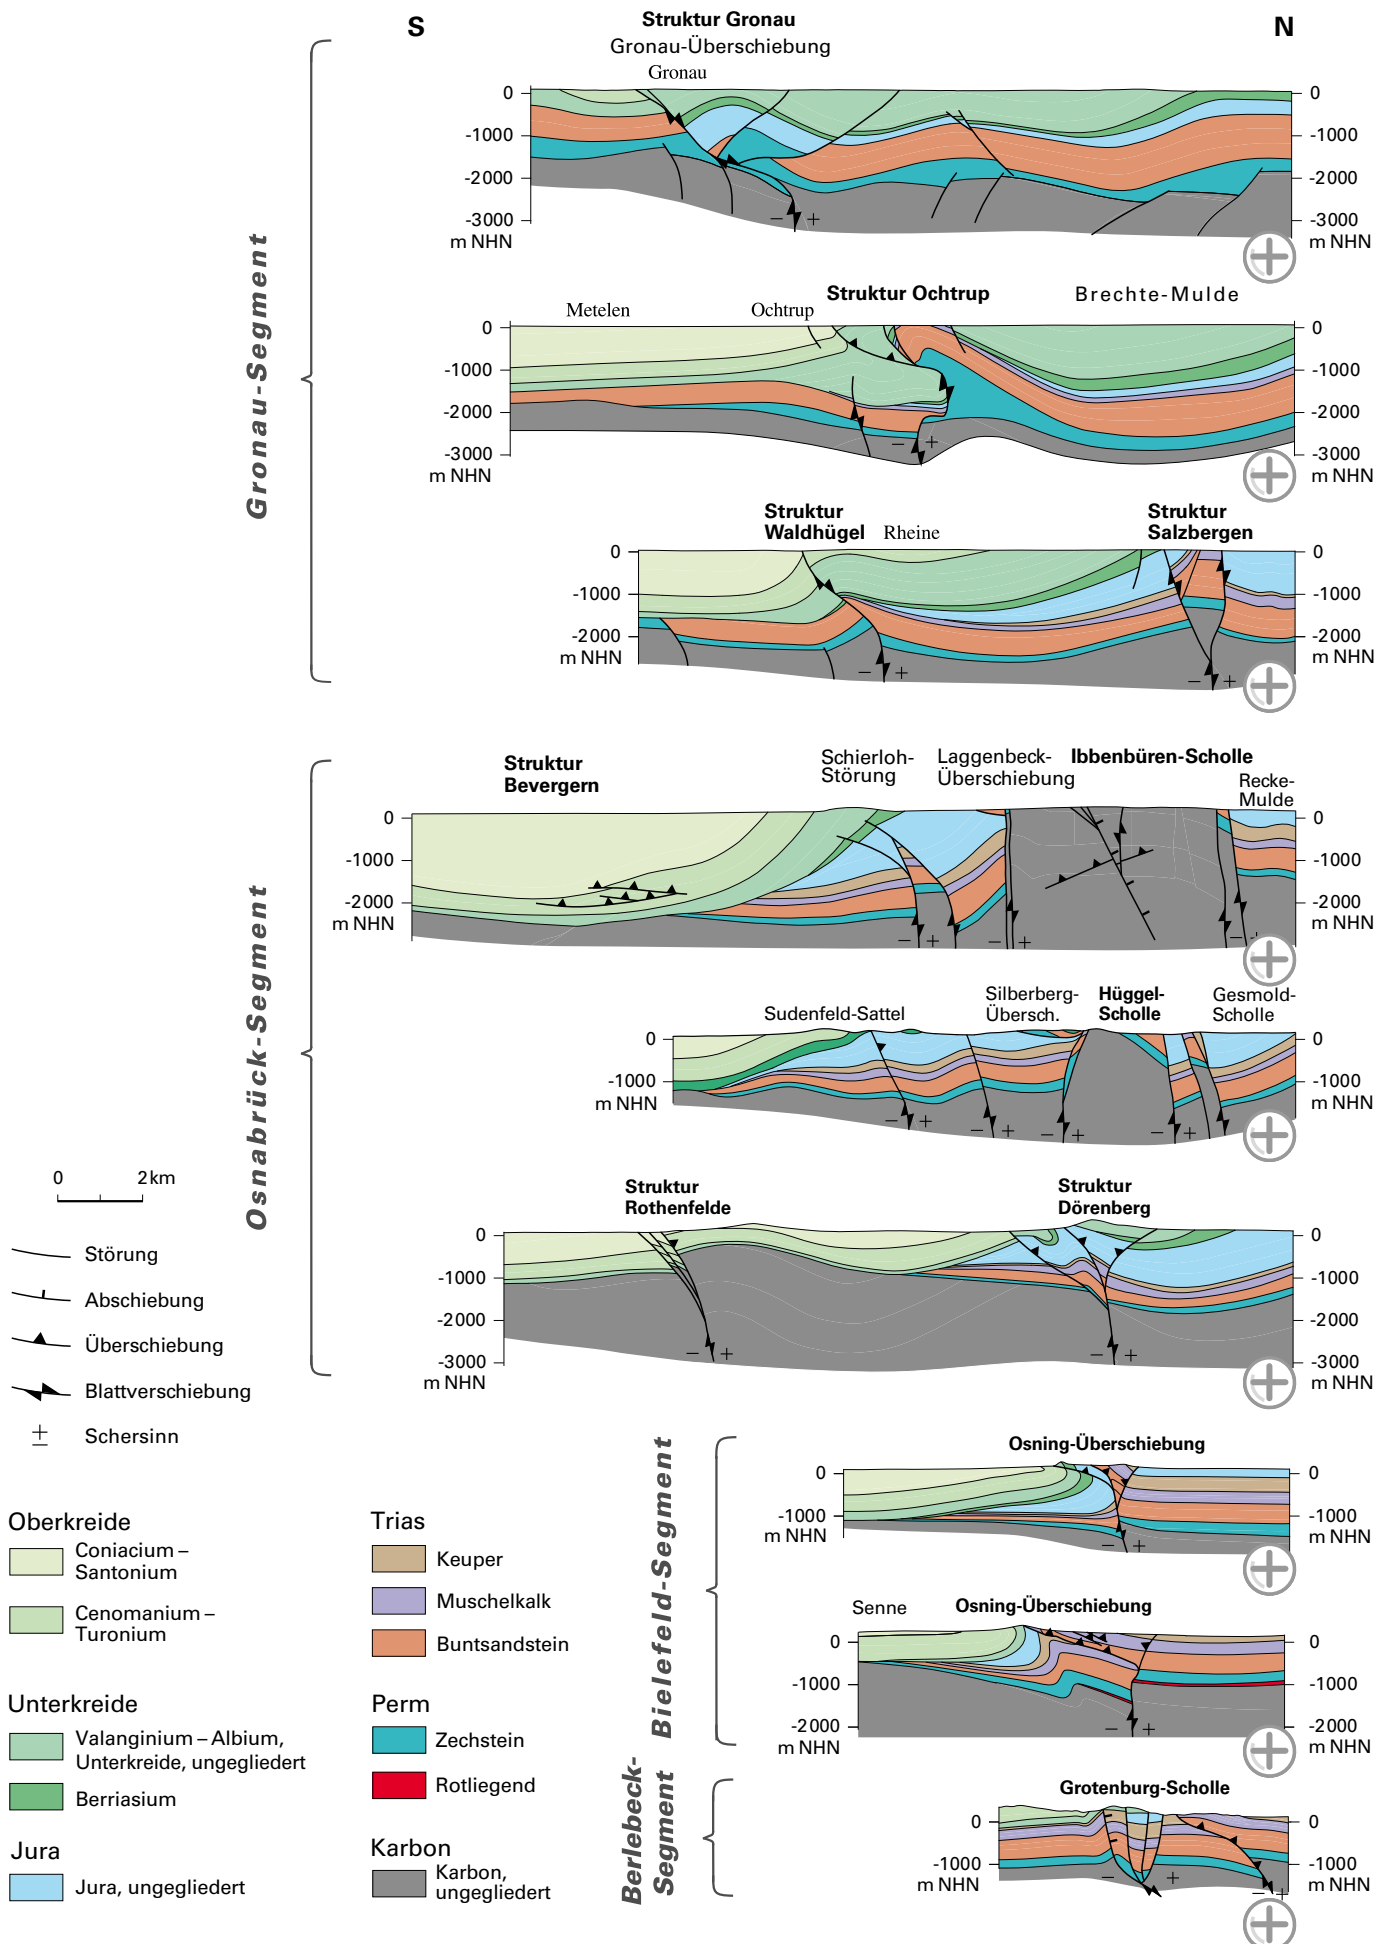 S
Struktur Gronau
N
Gronau-Überschiebung
Gronau
0
-1000
-2000
-3000
m NHN
− +
0
-1000
-2000
-3000
m NHN
Gronau-Segment
Struktur Ochtrup
Brechte-Mulde
Metelen
Ochtrup
0
-1000
-2000
-3000
m NHN
− +
0
-1000
-2000
-3000
m NHN
Struktur
Waldhügel
Rheine
Struktur
Salzbergen
0
-1000
-2000
m NHN
− +
− +
0
-1000
-2000
m NHN
Osnabrück-Segment
Struktur
Bevergern
Schierloh-
Störung
Laggenbeck-
Überschiebung
Ibbenbüren-Scholle
Recke-
Mulde
0
-1000
-2000
m NHN
− +
− +
−
0
-1000
-2000
m NHN
Sudenfeld-Sattel
Silberberg-
Übersch.
Hüggel-
Scholle
Gesmold-
Scholle
0
-1000
m NHN
− +
− +
− +
− +
0
-1000
m NHN
Struktur
Rothenfelde
Struktur
Dörenberg
0
-1000
-2000
-3000
m NHN
− +
− +
0
-1000
-2000
-3000
m NHN
Bielefeld-Segment
Osning-Überschiebung
0
-1000
m NHN
− +
0
-1000
m NHN
Senne
Osning-Überschiebung
0
-1000
-2000
m NHN
− +
0
-1000
-2000
m NHN
Berlebeck-
Segment
Grotenburg-Scholle
0
-1000
m NHN
− +
− +
0
-1000
m NHN
0 2 km
Störung
Abschiebung
Überschiebung
Blattverschiebung
+
− Schersinn
Oberkreide
Coniacium –
Santonium
Cenomanium –
Turonium
Unterkreide
Valanginium – Albium,
Unterkreide, ungegliedert
Berriasium
Jura
Jura, ungegliedert
Trias
Keuper
Muschelkalk
Buntsandstein
Perm
Zechstein
Rotliegend
Karbon
Karbon,
ungegliedert